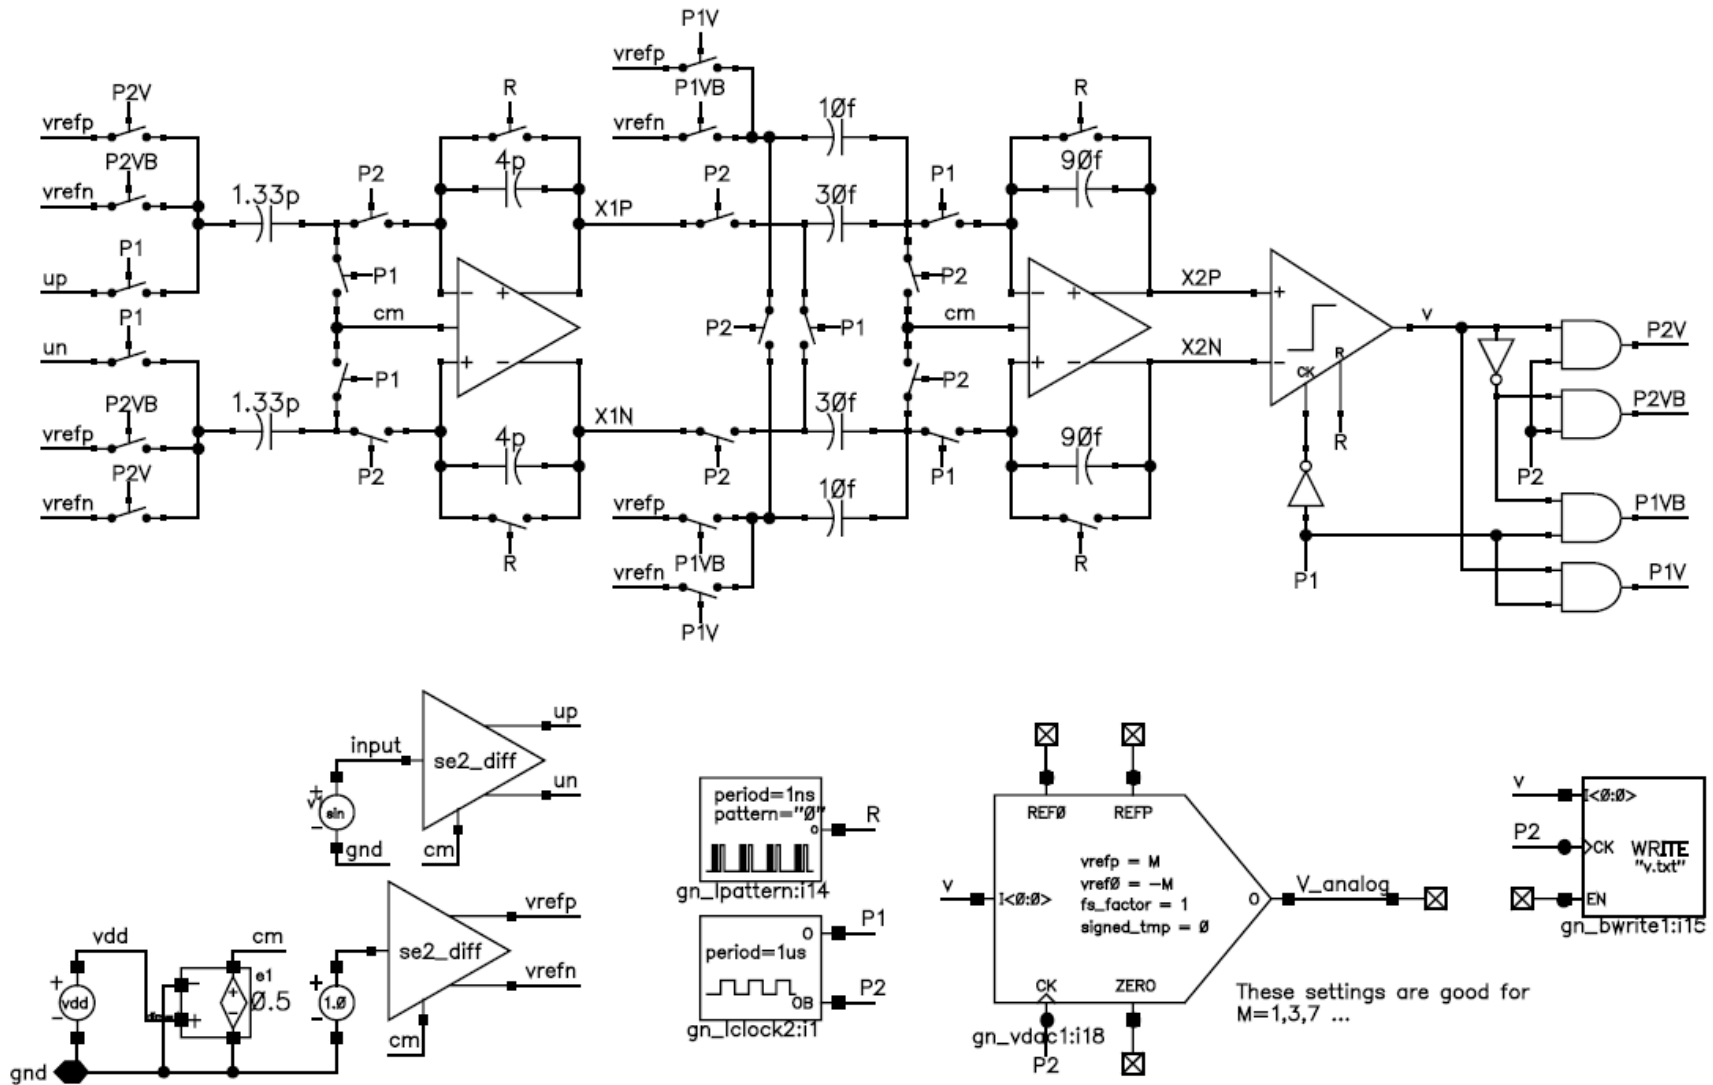 P1V
vrefp
P2V
R
P1VB
R
vrefp
vrefn
10f
P2VB
4p
90f
vrefn
1.33p
P2
P2
30f
P1
X1P
P1
P1
P2
up
X2P
P1
cm
P2
P1
cm
v
P2V
un
X2N
R
CK
P1
P2
P2VB
P2VB
1.33p
X1N
30f
vrefp
4p
90f
R
P2V
P2
P2
P1
P2
vrefn
vrefp
10f
P1VB
R
P1VB
R
vrefn
P1
P1V
P1V
up
input
se2_diff
un
sin
gnd
cm
period=1ns
pattern="0"
o
R
gn_lpattern:i14
REF0
REFP
vrefp = M
vref0 = -M
fs_factor = 1
signed_tmp = 0
v
I<0:0>
O
V_analog
CK
ZERO
gn_vdac1:i18
P2
v
I<0:0>
P2
CK
WRITE
"v.txt"
EN
vrefp
vdd
cm
se2_diff
vrefn
e1
vdd
0.5
1.0
cm
gnd
O
P1
period=1us
OB
P2
gn_lclock2:i1
These settings are good for
M=1,3,7 ...